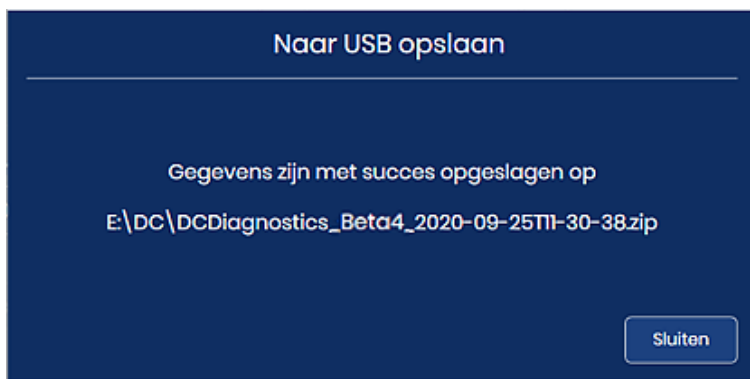 Naar USB opslaan
Gegevens zijn met succes opgeslagen op
E:\DC\DCDiagnostics_Beta4_2020-09-25T11-30-38.zip
Sluiten